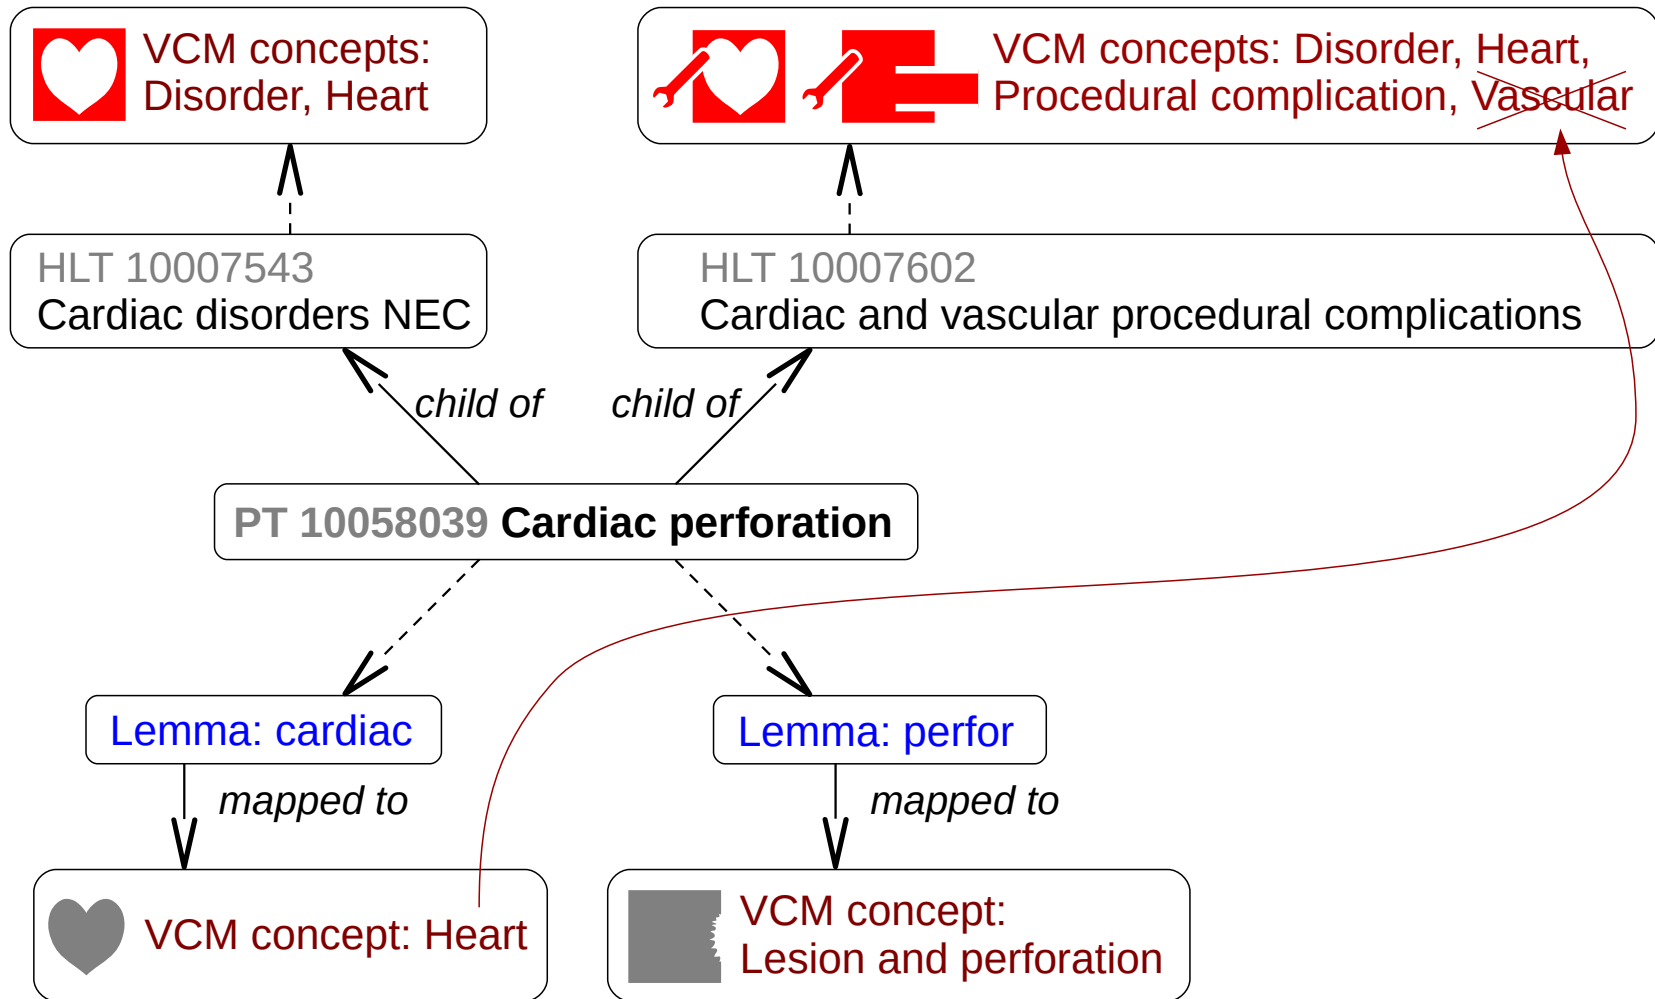 VCM concepts:
Disorder, Heart
VCM concepts: Disorder, Heart,
Procedural complication, Vascular
HLT 10007543
Cardiac disorders NEC
HLT 10007602
Cardiac and vascular procedural complications
child of
child of
PT 10058039 Cardiac perforation
Lemma: cardiac
Lemma: perfor
mapped to
mapped to
VCM concept: Heart
VCM concept:
Lesion and perforation